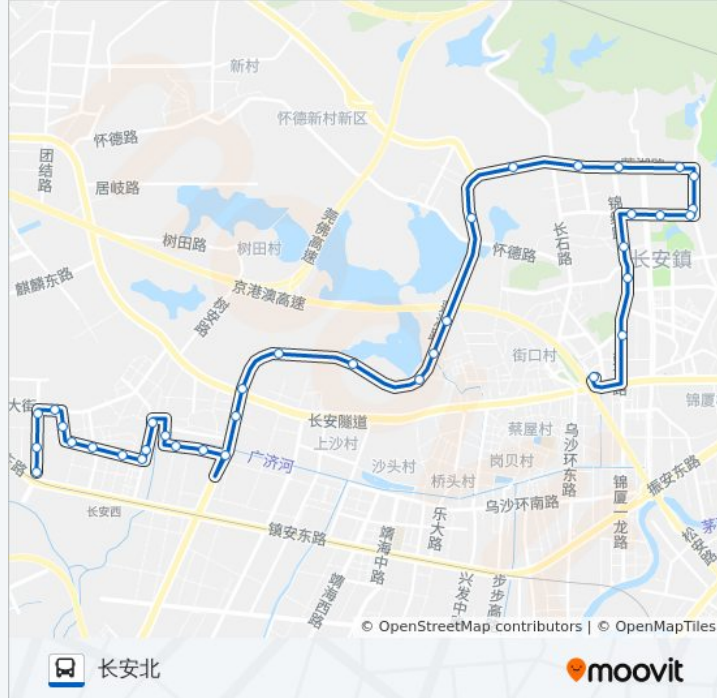 新村
怀德新村新区
怀德路
团结路
居岐路
莞佛高速
树田路
树田村
长石路
怀德路
长安鎮
麒麟东路
京港澳高速
树安路
街口村
大街
长安隧道
上沙村
锦厦
蔡屋村
乌沙环东路
广济河
沙头村
岗贝村
桥头村
振安东路
锦厦一龙路
乌沙环南路
长安西
乐大路
镇安东路
靖海中路
松安路
靖海西路
兴发中
步步高
© OpenStreetMap contributors | © OpenMapTiles
长安北
moovit